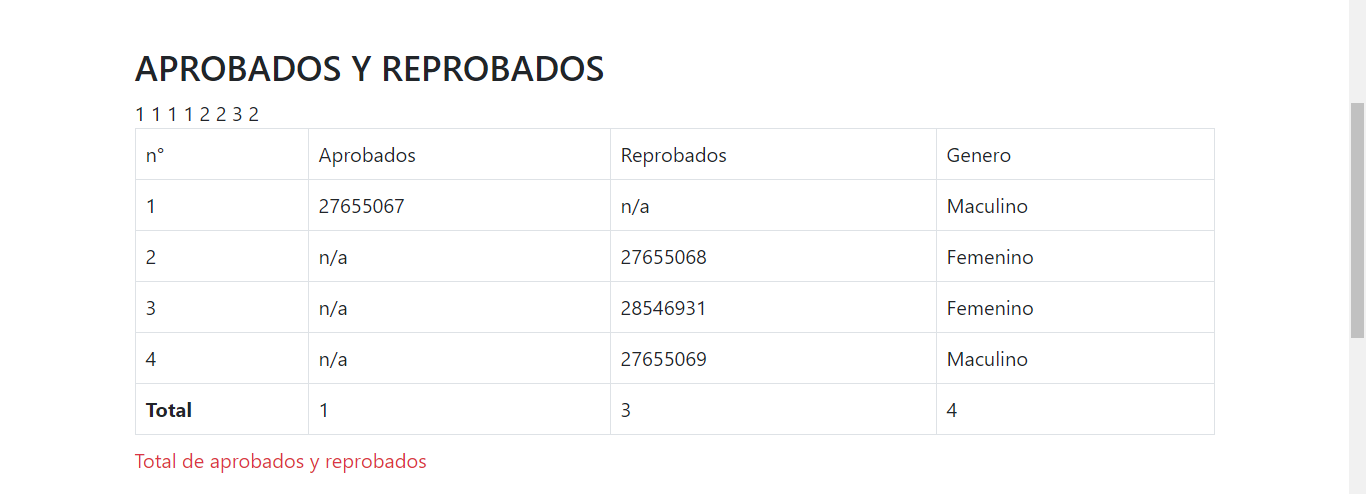 APROBADOS Y REPROBADOS
1 1 1 1 2 2 3 2
n° Aprobados Reprobados Genero
1 27655067 n/a Maculino
2 n/a 27655068 Femenino
3 n/a 28546931 Femenino
4 n/a 27655069 Maculino
Total 1 3 4
Total de aprobados y reprobados